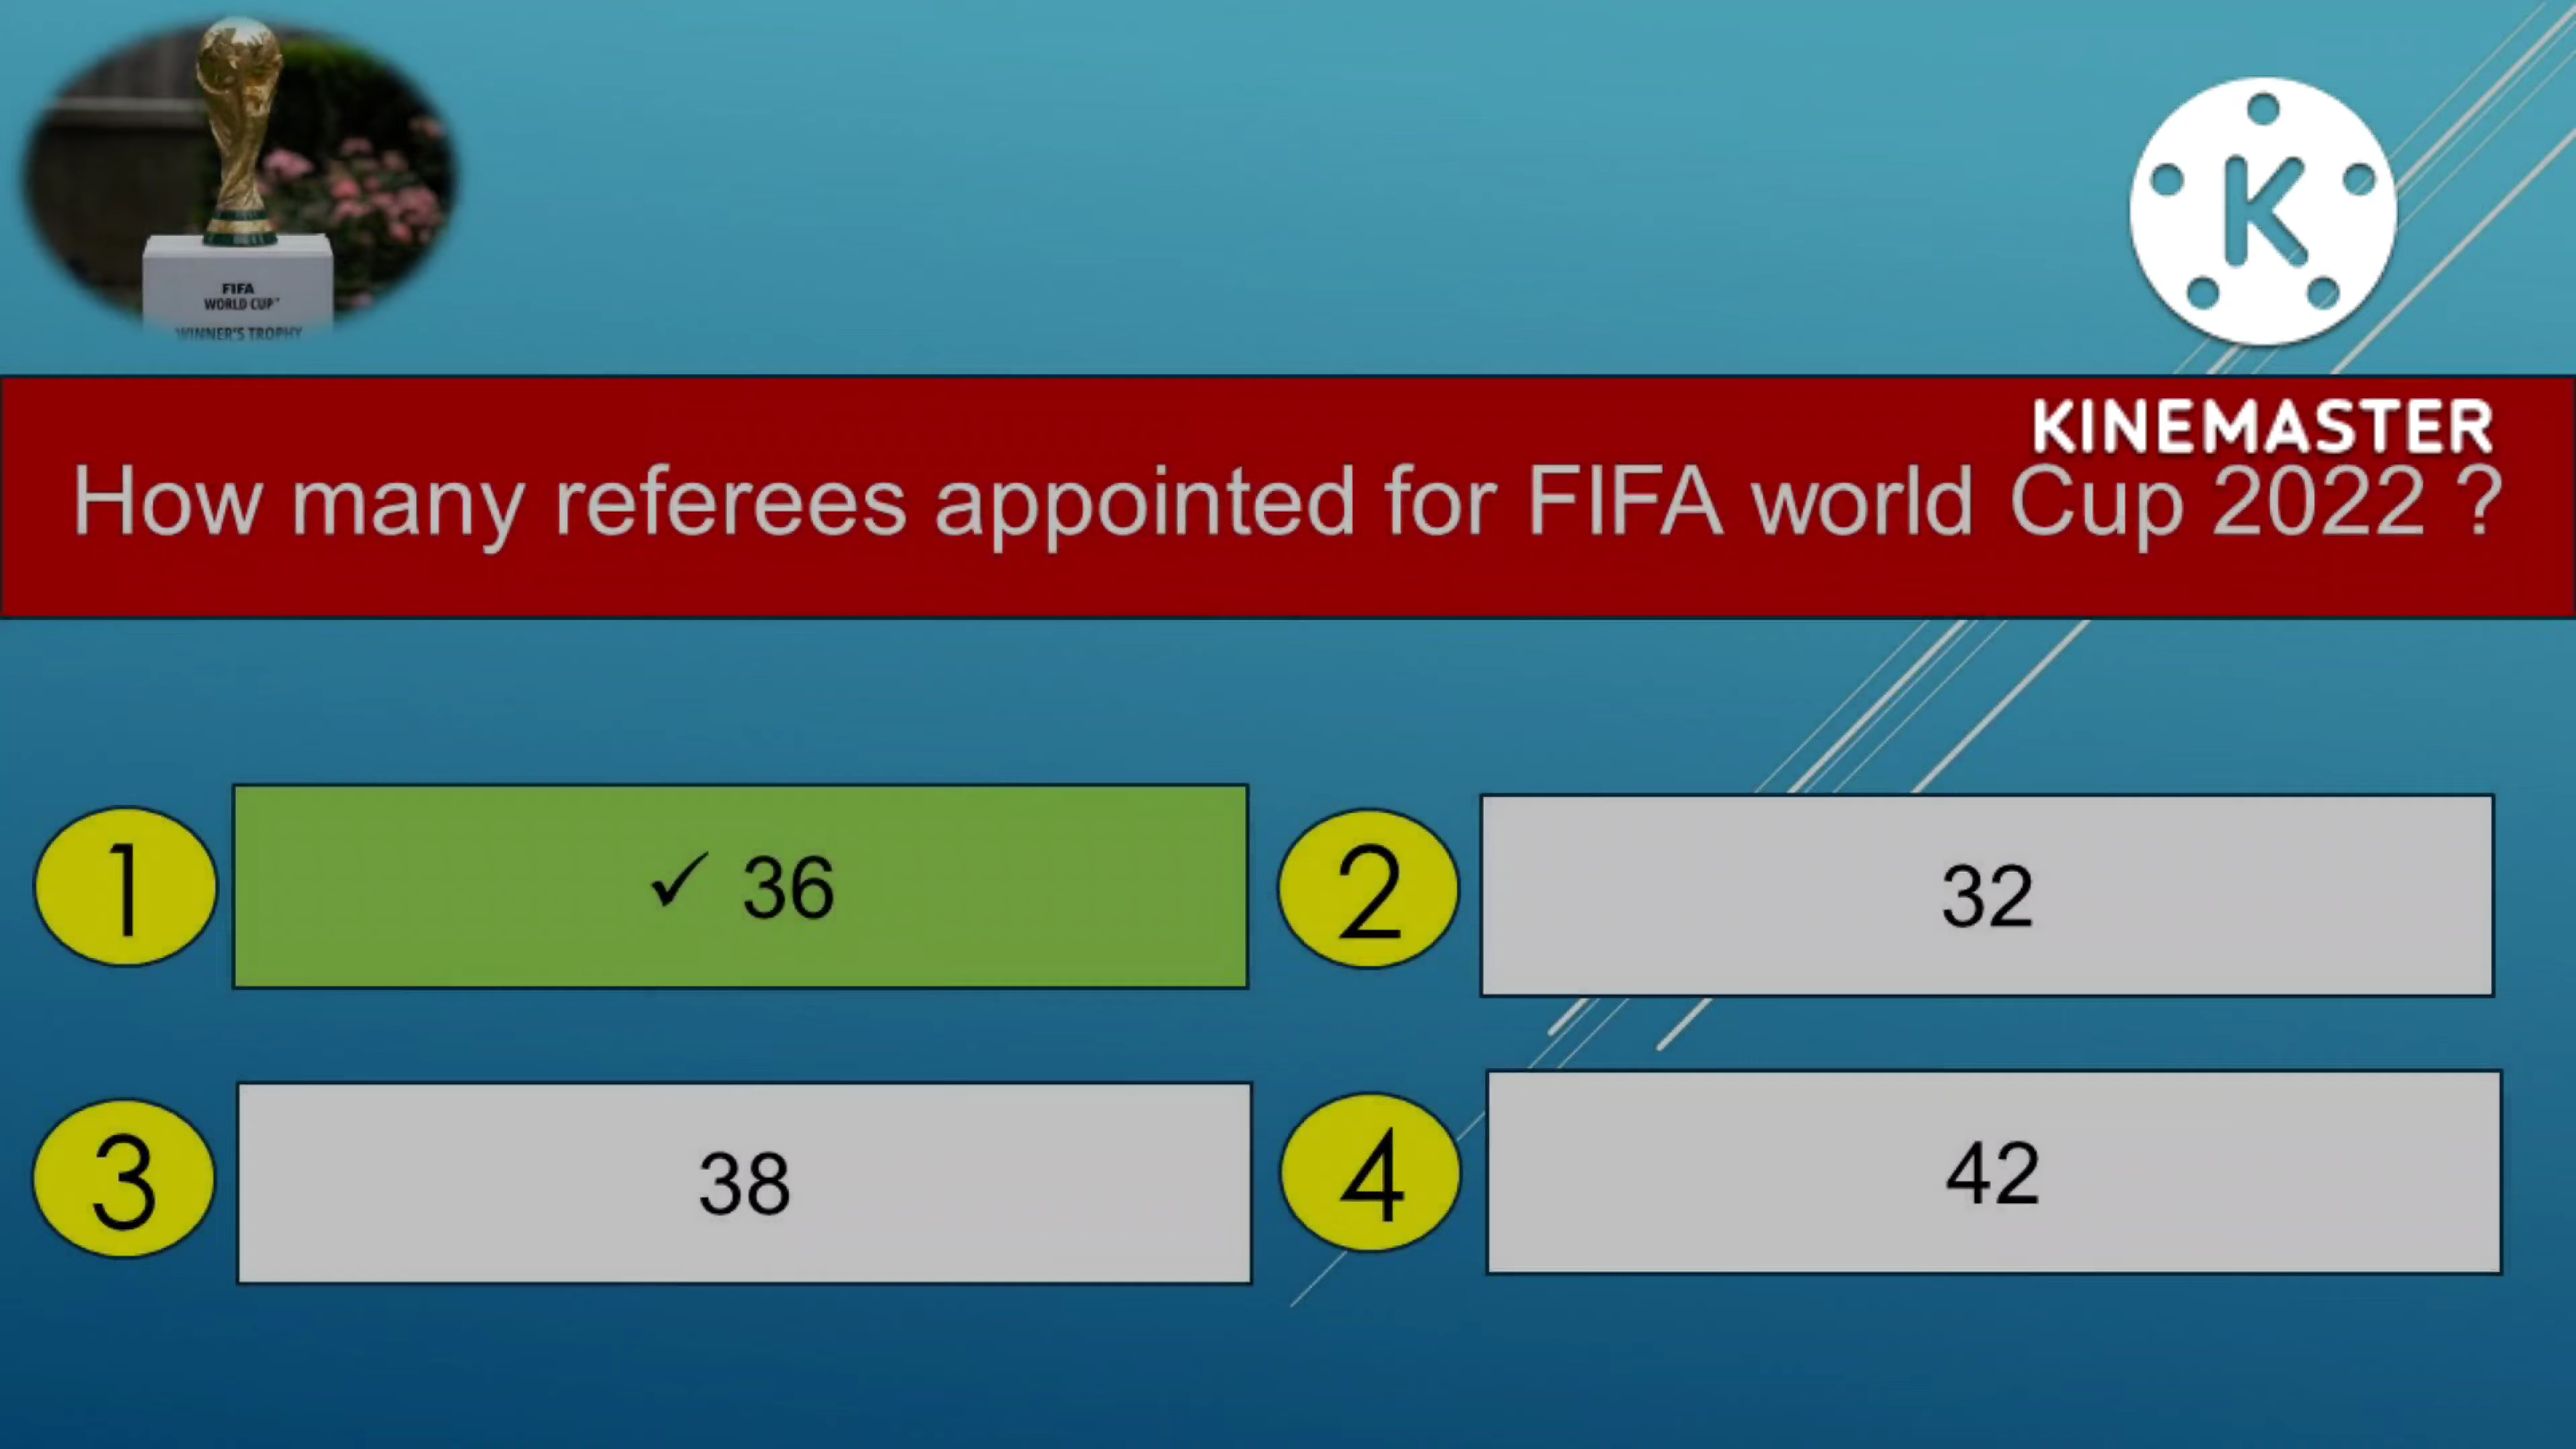 FIFA
WORLD CUP™
WINNER'S TROPHY
K
KINEMASTER
How many referees appointed for FIFA world Cup 2022 ?
1
✓ 36
2
32
3
38
4
42